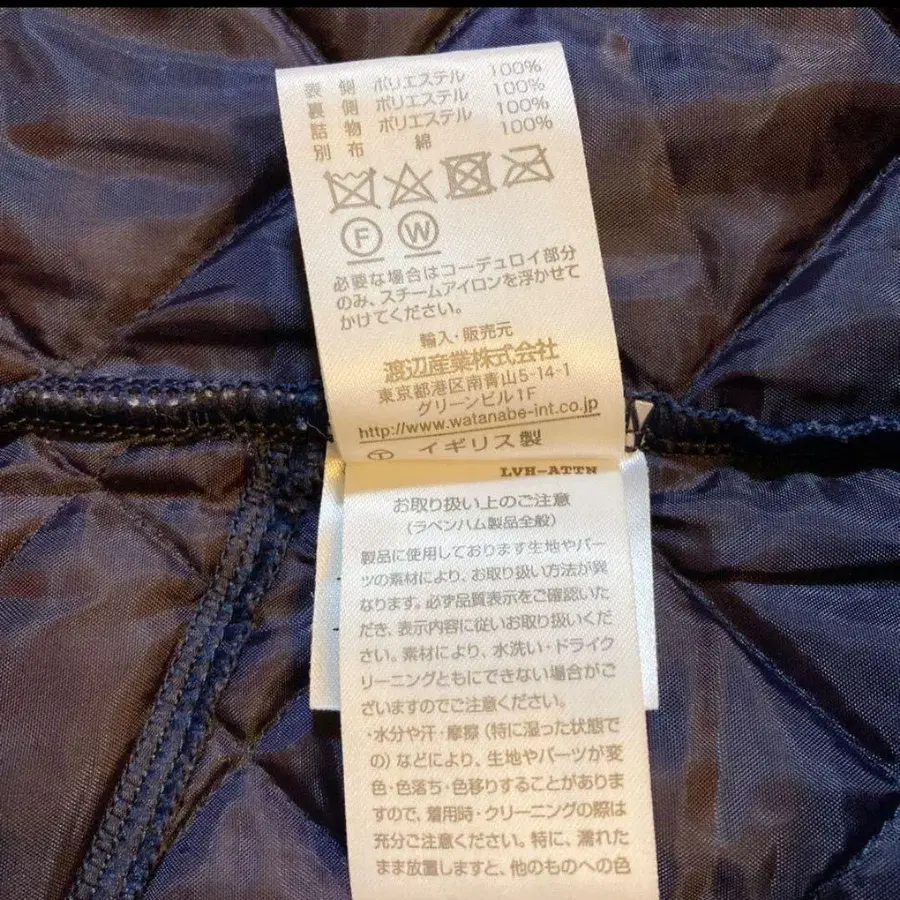 表側 ポリエステル 100%
裏側 ポリエステル 100%
詰物 ポリエステル 100%
別布 綿 100%
F W
必要な場合はコーデュロイ部分
のみ、スチームアイロンを浮かせて
かけてください。
輸入・販売元
渡辺産業株式会社
東京都港区南青山5-14-1
グリーンビル1F
http://www.watanabe-int.co.jp
イギリス製
LVH-ATTN
お取り扱い上のご注意
(ラベンハム製品全般)
製品に使用しております生地やパー
ツの素材により、お取り扱い方法が異
なります。必ず品質表示をご確認いた
だき、表示内容に従いお取り扱いくだ
さい。素材により、水洗い・ドライク
リーニングともにできない場合がご
ざいますのでご注意ください。
・水分や汗・摩擦(特に湿った状態で
の)などにより、生地やパーツが変
色・色落ち・色移りすることがありま
すので、着用時・クリーニングの際は
充分ご注意ください。特に、濡れた
まま放置しますと、他のものへの色